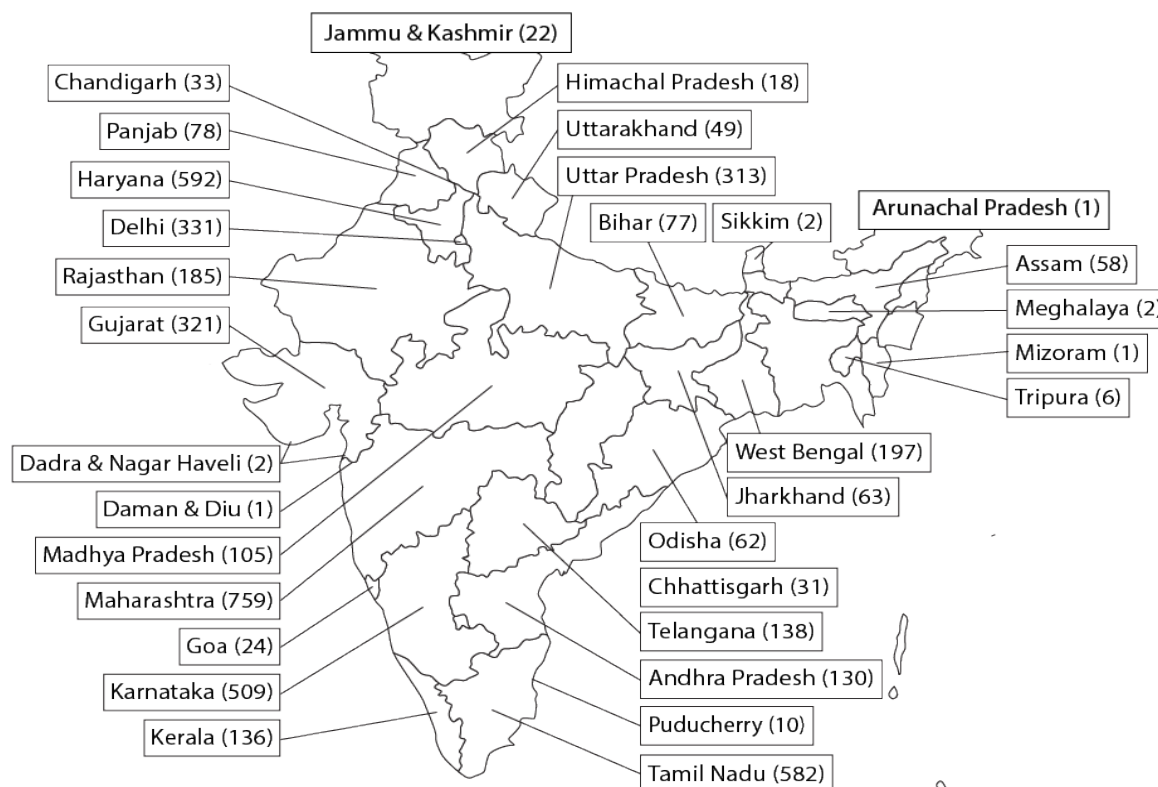 Jammu & Kashmir (22)
Chandigarh (33)
Himachal Pradesh (18)
Panjab (78)
Uttarakhand (49)
Haryana (592)
Uttar Pradesh (313)
Delhi (331)
Bihar (77)
Sikkim (2)
Arunachal Pradesh (1)
Rajasthan (185)
Assam (58)
Gujarat (321)
Meghalaya (2)
Mizoram (1)
Tripura (6)
Dadra & Nagar Haveli (2)
West Bengal (197)
Daman & Diu (1)
Jharkhand (63)
Madhya Pradesh (105)
Odisha (62)
Maharashtra (759)
Chhattisgarh (31)
Goa (24)
Telangana (138)
Karnataka (509)
Andhra Pradesh (130)
Kerala (136)
Puducherry (10)
Tamil Nadu (582)